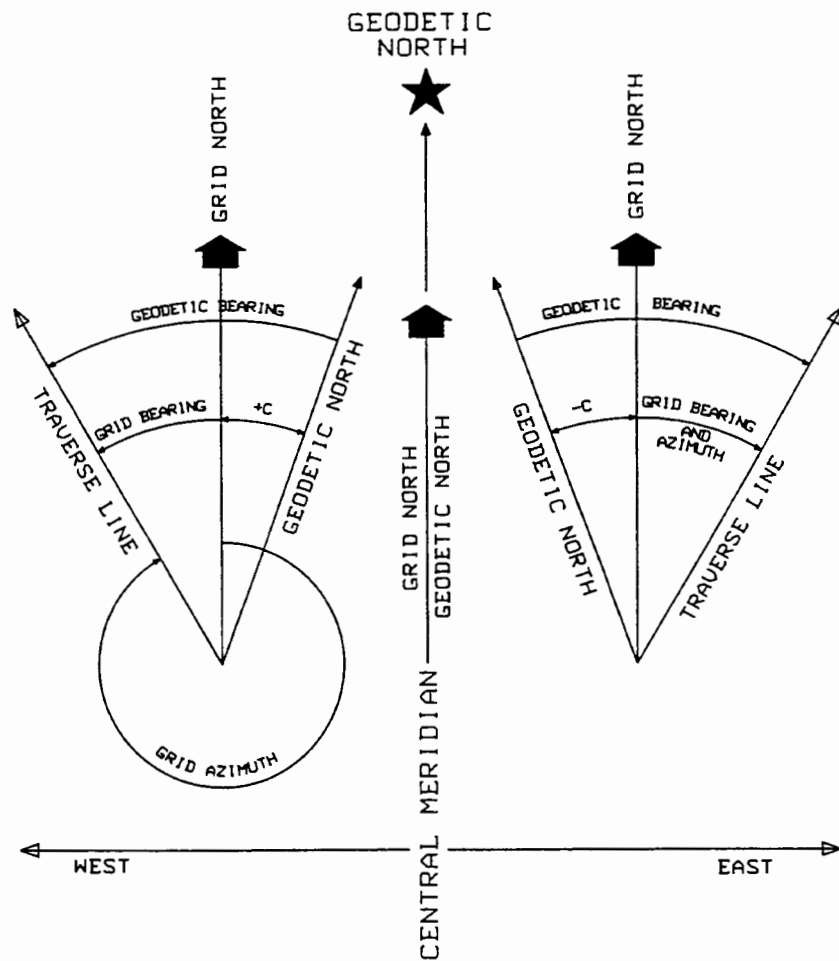 GEODETIC
NORTH
GRID NORTH
GRID NORTH
GEODETIC BEARING
GEODETIC BEARING
GRID BEARING
+C
-C
GRID BEARING
AND
AZIMUTH
TRAVERSE LINE
GEODETIC NORTH
GRID NORTH
GEODETIC NORTH
GEODETIC NORTH
TRAVERSE LINE
GRID AZIMUTH
CENTRAL MERIDIAN
WEST
EAST